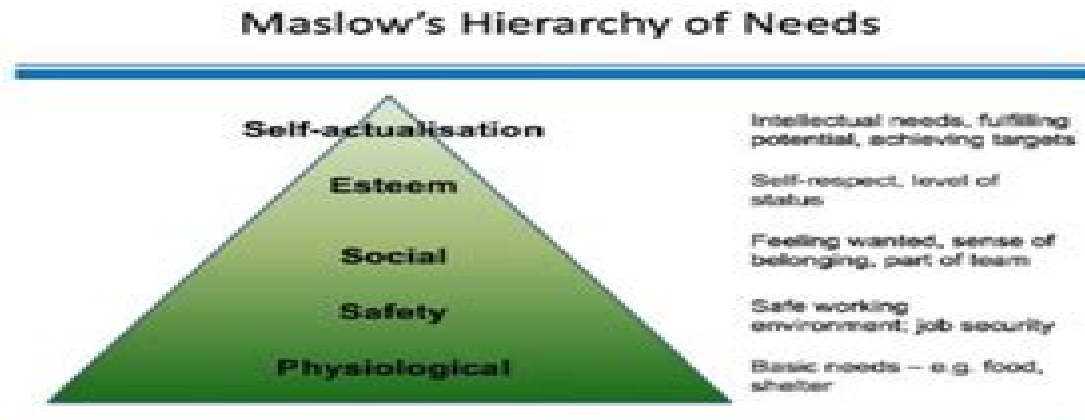 Maslow's Hierarchy of Needs
Self-actualisation
Intellectual needs, fulfilling
potential, achieving targets
Esteem
Self-respect, level of
status
Social
Feeling wanted, sense of
belonging, part of team
Safety
Safe working
environment; job security
Physiological
Basic needs – e.g. food,
shelter